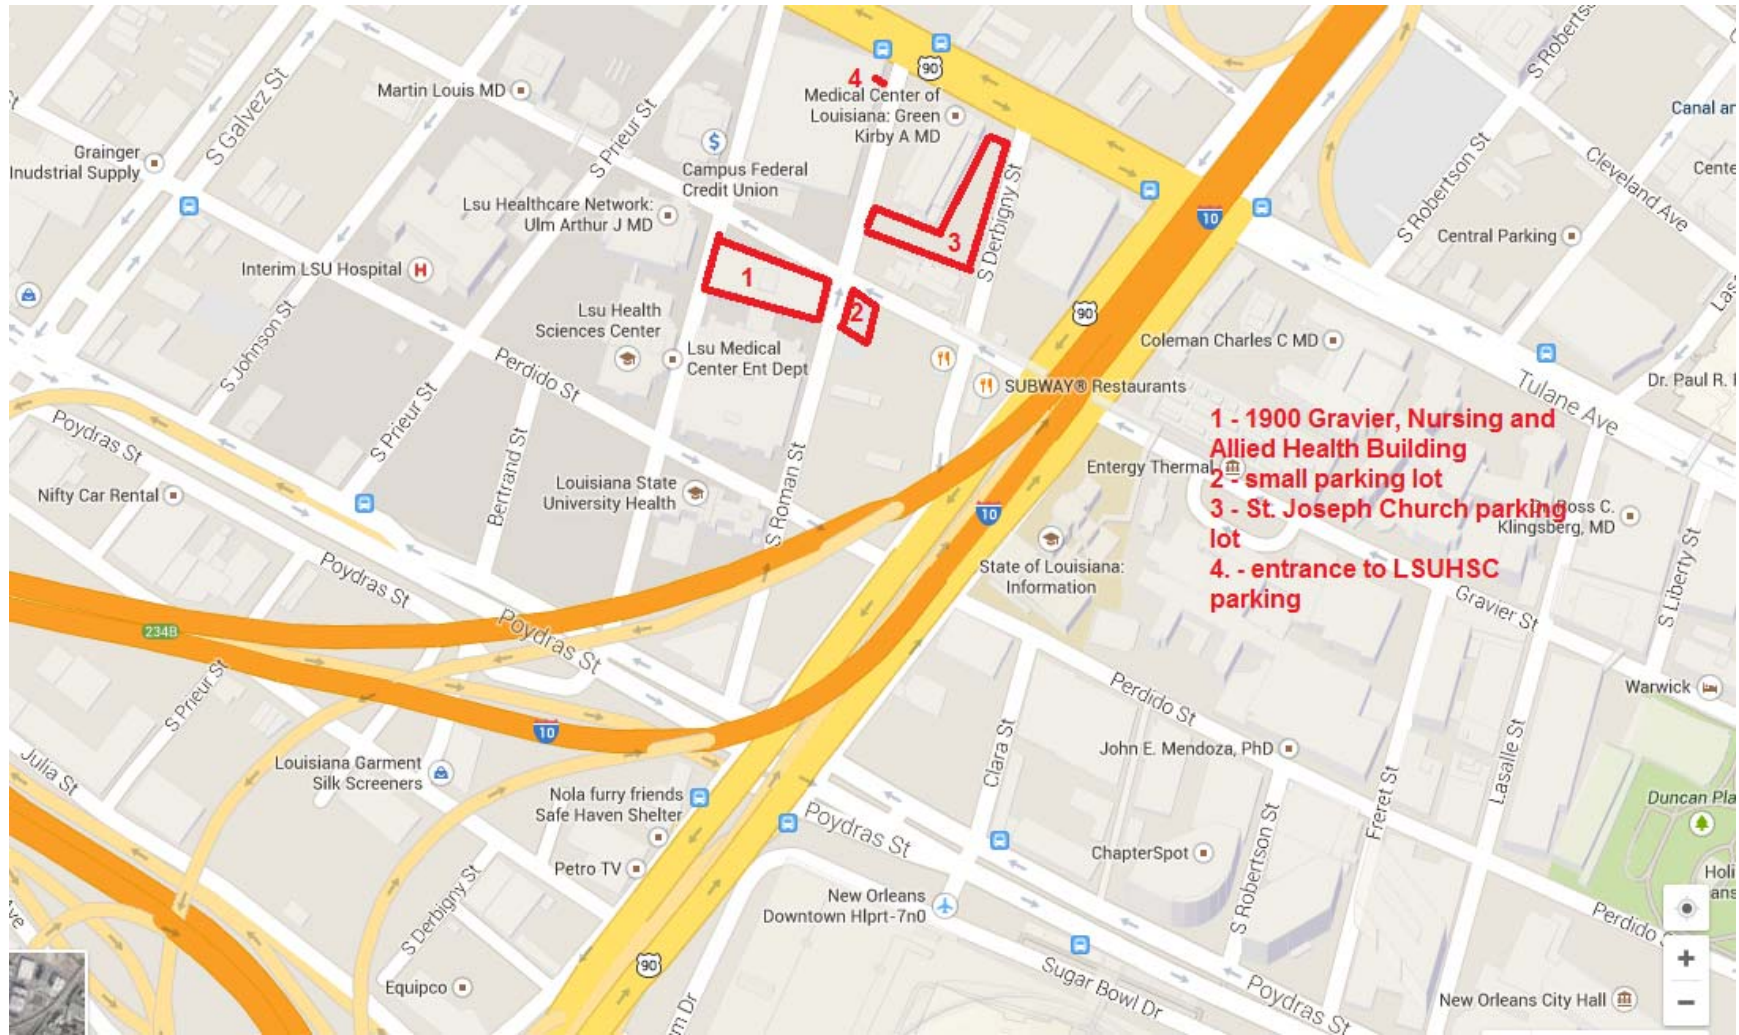 S Galvez St
Martin Louis MD
S Prieur St
4
90
Medical Center of
Louisiana: Green
Kirby A MD
S Robertson St
Canal
Grainger
Inudstrial Supply
Campus Federal
Credit Union
Cleveland Ave
Lsu Healthcare Network:
Ulm Arthur J MD
S Derbigny St
3
10
S Robertson St
Central Parking
Interim LSU Hospital
H
1
2
90
Lsu Health
Sciences Center
S Johnson St
Perdido St
Lsu Medical
Center Ent Dept
SUBWAY® Restaurants
Coleman Charles C MD
Tulane Ave
Dr. Paul R.
1 - 1900 Gravier, Nursing and
Allied Health Building
2 - small parking lot
3 - St. Joseph Church parking
lot
4. - entrance to LSUHSC
parking
Entergy Thermal
Dr. Ross C.
Klingsberg, MD
Poydras St
S Prieur St
Bertrand St
S Roman St
Nifty Car Rental
Louisiana State
University Health
10
State of Louisiana:
Information
Gravier St
S Liberty St
Poydras St
Poydras St
234B
S Prieur St
Perdido St
Warwick
10
Clara St
John E. Mendoza, PhD
Freret St
Lasalle St
Julia St
Louisiana Garment
Silk Screeners
Nola furry friends
Safe Haven Shelter
Poydras St
Duncan Pla
Petro TV
ChapterSpot
S Robertson St
Holi
ans
S Derbigny St
New Orleans
Downtown Hlprt-7n0
Perdido
Ave
90
Equipco
m Dr
Sugar Bowl Dr
Poydras St
New Orleans City Hall
+
−